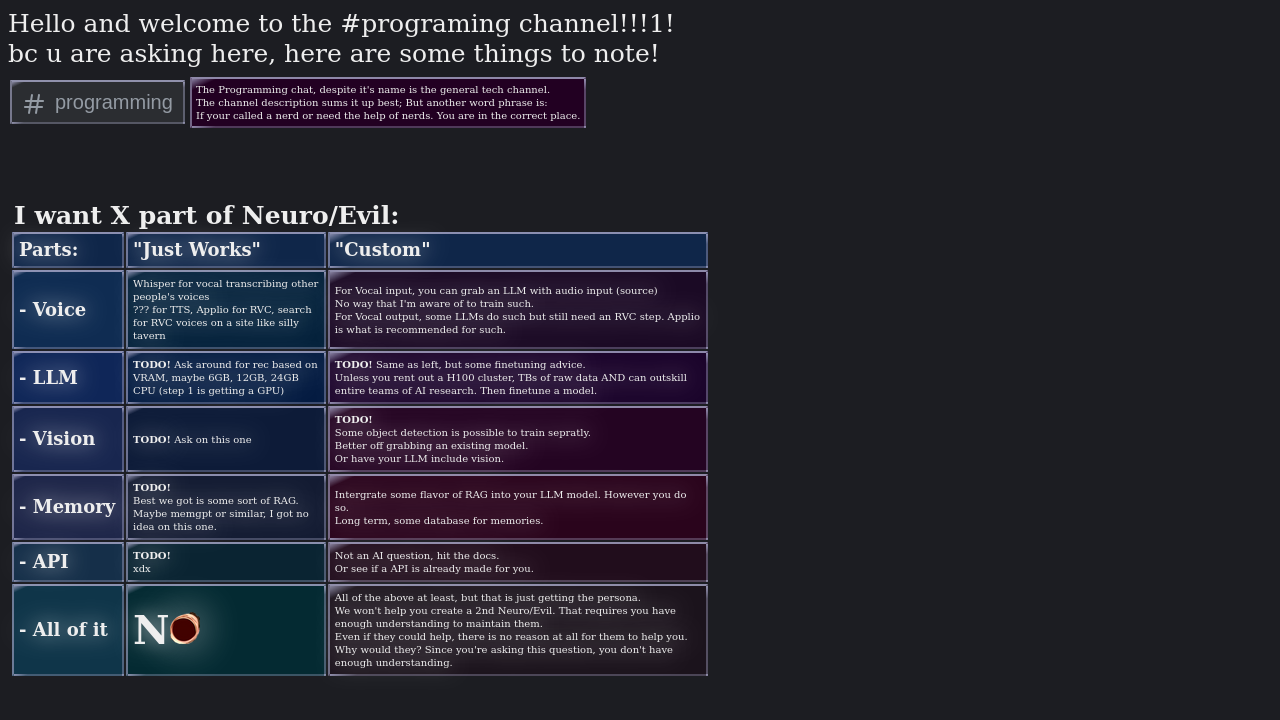 Hello and welcome to the #programing channel!!!1!
bc u are asking here, here are some things to note!
# programming
The Programming chat, despite it's name is the general tech channel.
The channel description sums it up best; But another word phrase is:
If your called a nerd or need the help of nerds. You are in the correct place.
I want X part of Neuro/Evil:
Parts:
"Just Works"
"Custom"
- Voice
Whisper for vocal transcribing other
people's voices
??? for TTS, Applio for RVC, search
for RVC voices on a site like silly
tavern
For Vocal input, you can grab an LLM with audio input (source)
No way that I'm aware of to train such.
For Vocal output, some LLMs do such but still need an RVC step. Applio
is what is recommended for such.
- LLM
TODO! Ask around for rec based on
VRAM, maybe 6GB, 12GB, 24GB
CPU (step 1 is getting a GPU)
TODO! Same as left, but some finetuning advice.
Unless you rent out a H100 cluster, TBs of raw data AND can outskill
entire teams of AI research. Then finetune a model.
- Vision
TODO! Ask on this one
TODO!
Some object detection is possible to train sepratly.
Better off grabbing an existing model.
Or have your LLM include vision.
- Memory
TODO!
Best we got is some sort of RAG.
Maybe memgpt or similar, I got no
idea on this one.
Intergrate some flavor of RAG into your LLM model. However you do
so.
Long term, some database for memories.
- API
TODO!
xdx
Not an AI question, hit the docs.
Or see if a API is already made for you.
- All of it
N
All of the above at least, but that is just getting the persona.
We won't help you create a 2nd Neuro/Evil. That requires you have
enough understanding to maintain them.
Even if they could help, there is no reason at all for them to help you.
Why would they? Since you're asking this question, you don't have
enough understanding.